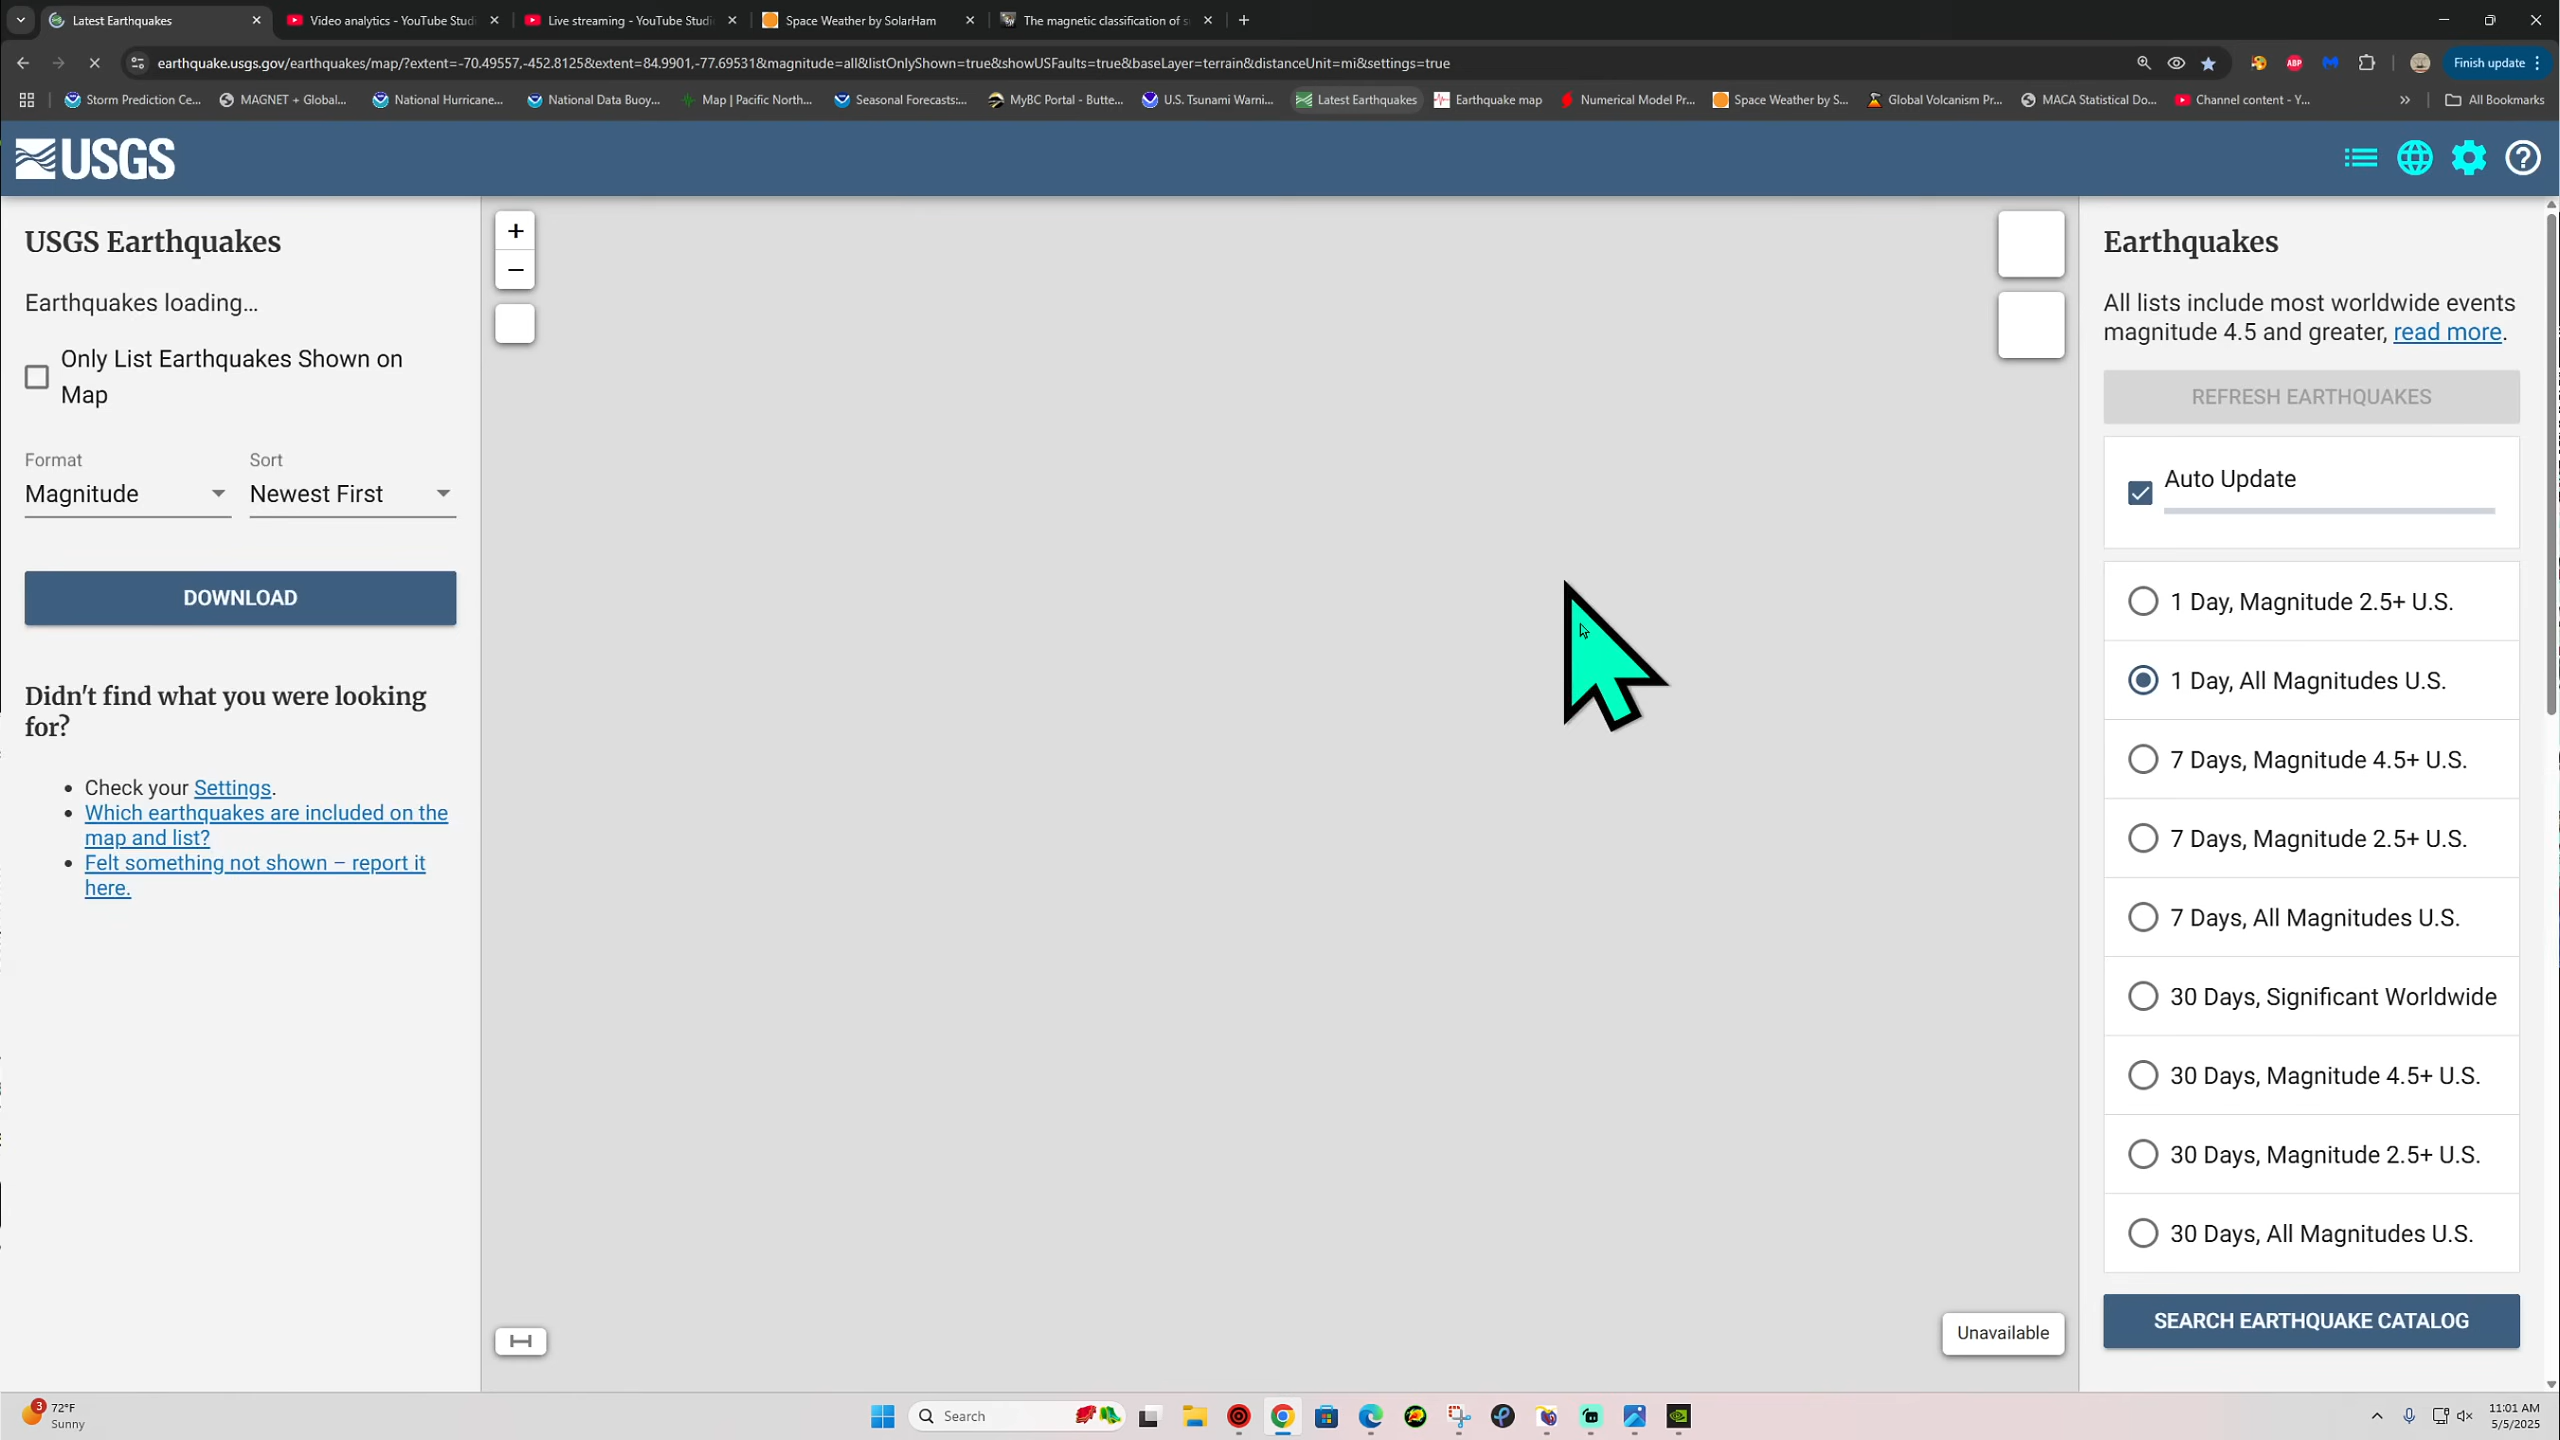 Latest Earthquakes
Video analytics - YouTube Studi
Live streaming - YouTube Studi
Space Weather by SolarHam
The magnetic classification of s
earthquake.usgs.gov/earthquakes/map/?extent=-70.49557,-452.8125&extent=84.9901,-77.69531&magnitude=all&listOnlyShown=true&showUSFaults=true&baseLayer=terrain&distanceUnit=mi&settings=true
ABP
Finish update
Storm Prediction Ce...
MAGNET + Global...
National Hurricane...
National Data Buoy...
Map | Pacific North...
Seasonal Forecasts:...
MyBC Portal - Butte...
U.S. Tsunami Warni...
Latest Earthquakes
Earthquake map
Numerical Model Pr...
Space Weather by S...
Global Volcanism Pr...
MACA Statistical Do...
Channel content - Y...
All Bookmarks
USGS
USGS Earthquakes
Earthquakes loading...
Only List Earthquakes Shown on
Map
Format
Sort
Magnitude
Newest First
DOWNLOAD
Didn't find what you were looking
for?
Check your Settings.
Which earthquakes are included on the
map and list?
Felt something not shown – report it
here.
+
−
Unavailable
Earthquakes
All lists include most worldwide events
magnitude 4.5 and greater, read more.
REFRESH EARTHQUAKES
Auto Update
1 Day, Magnitude 2.5+ U.S.
1 Day, All Magnitudes U.S.
7 Days, Magnitude 4.5+ U.S.
7 Days, Magnitude 2.5+ U.S.
7 Days, All Magnitudes U.S.
30 Days, Significant Worldwide
30 Days, Magnitude 4.5+ U.S.
30 Days, Magnitude 2.5+ U.S.
30 Days, All Magnitudes U.S.
SEARCH EARTHQUAKE CATALOG
3
72°F
Sunny
Search
11:01 AM
5/5/2025